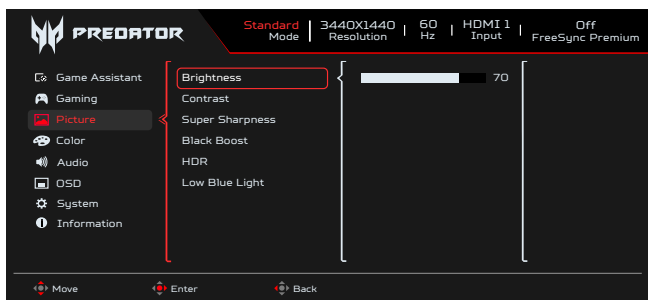 PREDATOR
Standard Mode
3440X1440 Resolution
60 Hz
HDMI 1 Input
Off FreeSync Premium
Game Assistant
Gaming
Picture
Color
Audio
OSD
System
Information
Brightness
Contrast
Super Sharpness
Black Boost
HDR
Low Blue Light
70
Move
Enter
Back